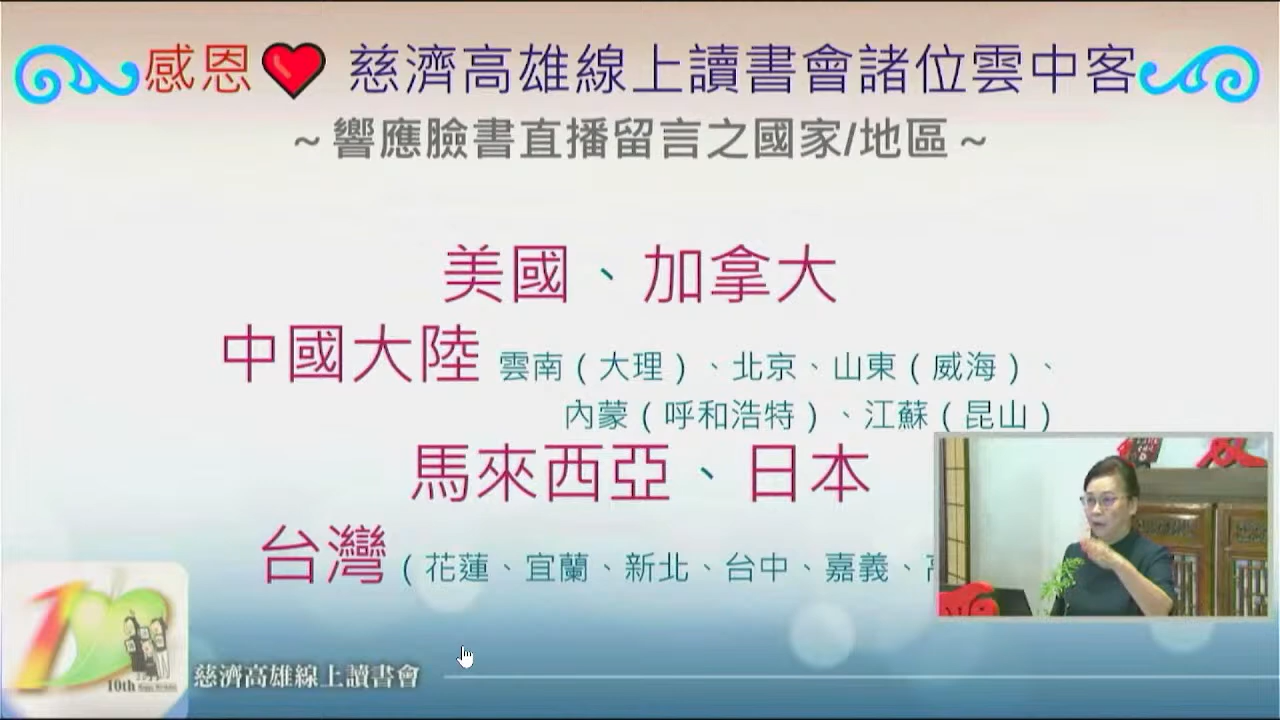 感恩 慈濟高雄線上讀書會諸位雲中客
~響應臉書直播留言之國家/地區~
美國、加拿大
中國大陸 雲南(大理)、北京、山東(威海)、
內蒙(呼和浩特)、江蘇(昆山)
馬來西亞、日本
台灣(花蓮、宜蘭、新北、台中、嘉義、
10th
慈濟高雄線上讀書會